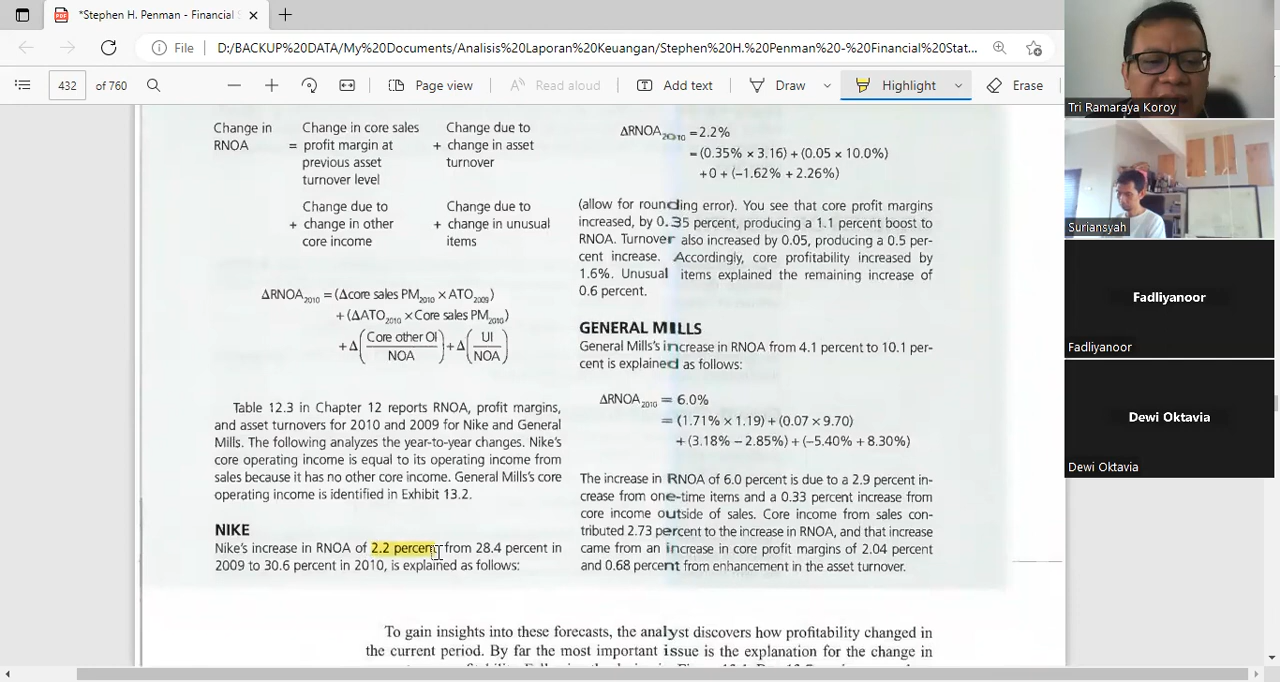 *Stephen H. Penman - Financial S
File
D:/BACKUP%20DATA/My%20Documents/Analisis%20Laporan%20Keuangan/Stephen%20H.%20Penman%20-%20Financial%20Stat...
432
of 760
Page view
Read aloud
Add text
Draw
Highlight
Erase
Change in RNOA = Change in core sales profit margin at previous asset turnover level + Change due to change in asset turnover
+ Change due to change in other core income + Change due to change in unusual items
ΔRNOA2010 = (Δcore sales PM2010 × ATO2009)
+ (ΔATO2010 × Core sales PM2010)
+ Δ(Core other OI / NOA) + Δ(UI / NOA)
Table 12.3 in Chapter 12 reports RNOA, profit margins,
and asset turnovers for 2010 and 2009 for Nike and General
Mills. The following analyzes the year-to-year changes. Nike's
core operating income is equal to its operating income from
sales because it has no other core income. General Mills's core
operating income is identified in Exhibit 13.2.
NIKE
Nike's increase in RNOA of 2.2 percent, from 28.4 percent in
2009 to 30.6 percent in 2010, is explained as follows:
ΔRNOA2010 = 2.2%
= (0.35% × 3.16) + (0.05 × 10.0%)
+0 + (−1.62% + 2.26%)
(allow for rounding error). You see that core profit margins
increased, by 0.35 percent, producing a 1.1 percent boost to
RNOA. Turnover also increased by 0.05, producing a 0.5 per-
cent increase. Accordingly, core profitability increased by
1.6%. Unusual items explained the remaining increase of
0.6 percent.
GENERAL MILLS
General Mills's increase in RNOA from 4.1 percent to 10.1 per-
cent is explained as follows:
ΔRNOA2010 = 6.0%
= (1.71% × 1.19) + (0.07 × 9.70)
+ (3.18% − 2.85%) + (−5.40% + 8.30%)
The increase in RNOA of 6.0 percent is due to a 2.9 percent in-
crease from one-time items and a 0.33 percent increase from
core income outside of sales. Core income from sales con-
tributed 2.73 percent to the increase in RNOA, and that increase
came from an increase in core profit margins of 2.04 percent
and 0.68 percent from enhancement in the asset turnover.
To gain insights into these forecasts, the analyst discovers how profitability changed in
the current period. By far the most important issue is the explanation for the change in
Tri Ramaraya Koroy
Suriansyah
Fadliyanoor
Fadliyanoor
Dewi Oktavia
Dewi Oktavia